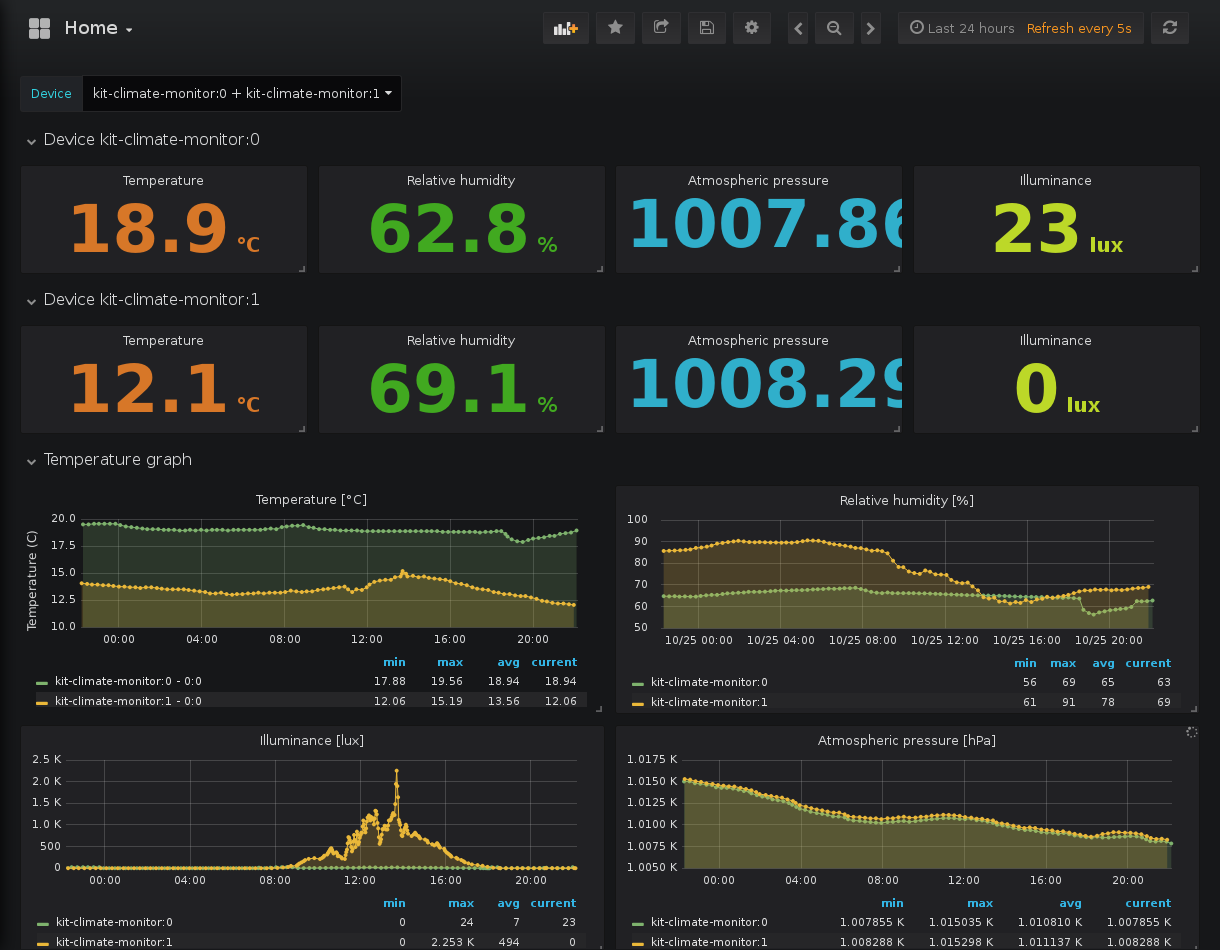 Home
Last 24 hours Refresh every 5s
Device kit-climate-monitor:0 + kit-climate-monitor:1
Device kit-climate-monitor:0
Temperature Relative humidity Atmospheric pressure Illuminance
18.9 °C 62.8 % 1007.86 23 lux
Device kit-climate-monitor:1
Temperature Relative humidity Atmospheric pressure Illuminance
12.1 °C 69.1 % 1008.29 0 lux
Temperature graph
Temperature [°C]
Temperature (C)
20.0
17.5
15.0
12.5
10.0
00:00 04:00 08:00 12:00 16:00 20:00
min max avg current
kit-climate-monitor:0 - 0:0 17.88 19.56 18.94 18.94
kit-climate-monitor:1 - 0:0 12.06 15.19 13.56 12.06
Relative humidity [%]
100
90
80
70
60
50
10/25 00:00 10/25 04:00 10/25 08:00 10/25 12:00 10/25 16:00 10/25 20:00
min max avg current
kit-climate-monitor:0 56 69 65 63
kit-climate-monitor:1 61 91 78 69
Illuminance [lux]
2.5 K
2.0 K
1.5 K
1.0 K
500
0
00:00 04:00 08:00 12:00 16:00 20:00
min max avg current
kit-climate-monitor:0 0 24 7 23
kit-climate-monitor:1 0 2.253 K 494 0
Atmospheric pressure [hPa]
1.0175 K
1.0150 K
1.0125 K
1.0100 K
1.0075 K
1.0050 K
00:00 04:00 08:00 12:00 16:00 20:00
min max avg current
kit-climate-monitor:0 1.007855 K 1.015035 K 1.010810 K 1.007855 K
kit-climate-monitor:1 1.008288 K 1.015298 K 1.011137 K 1.008288 K